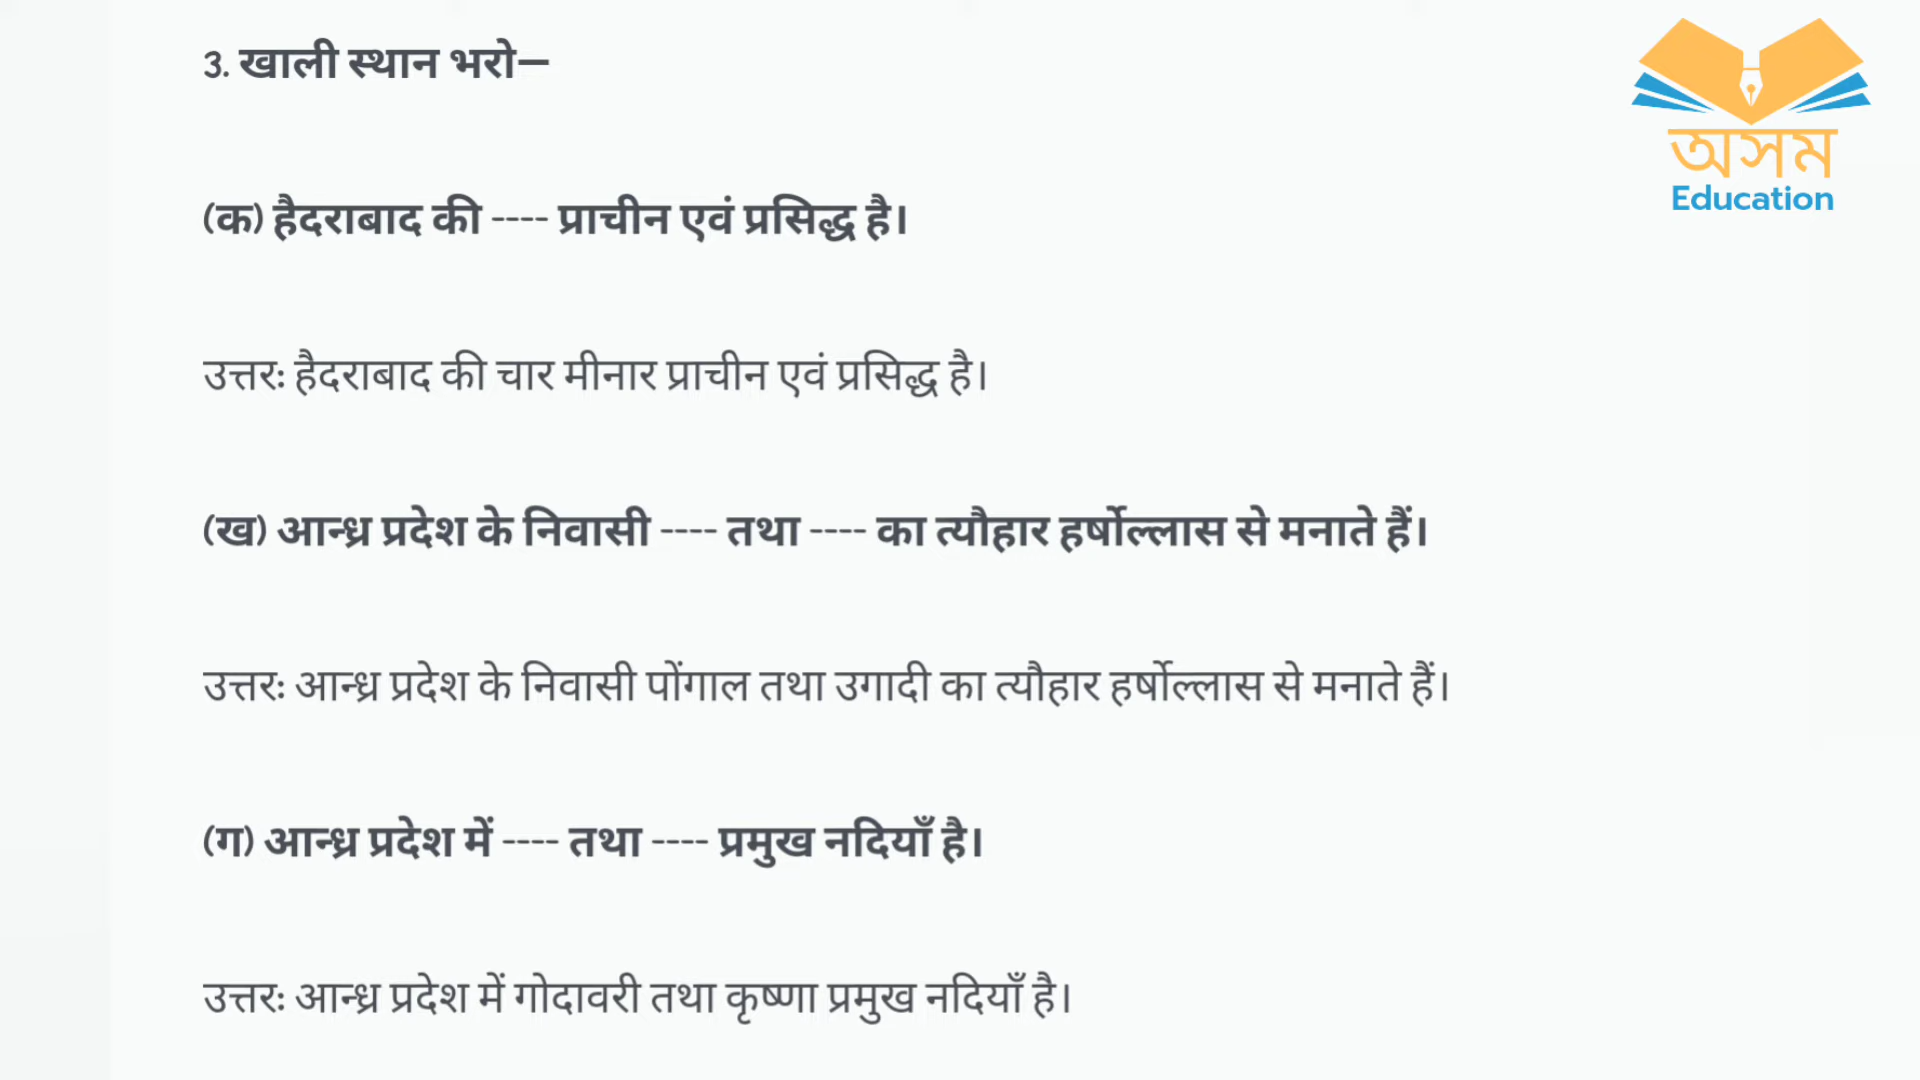 3. खाली स्थान भरो—
অসম
Education
(क) हैदराबाद की ---- प्राचीन एवं प्रसिद्ध है।
उत्तरः हैदराबाद की चार मीनार प्राचीन एवं प्रसिद्ध है।
(ख) आन्ध्र प्रदेश के निवासी ---- तथा ---- का त्यौहार हर्षोल्लास से मनाते हैं।
उत्तरः आन्ध्र प्रदेश के निवासी पोंगाल तथा उगादी का त्यौहार हर्षोल्लास से मनाते हैं।
(ग) आन्ध्र प्रदेश में ---- तथा ---- प्रमुख नदियाँ है।
उत्तरः आन्ध्र प्रदेश में गोदावरी तथा कृष्णा प्रमुख नदियाँ है।